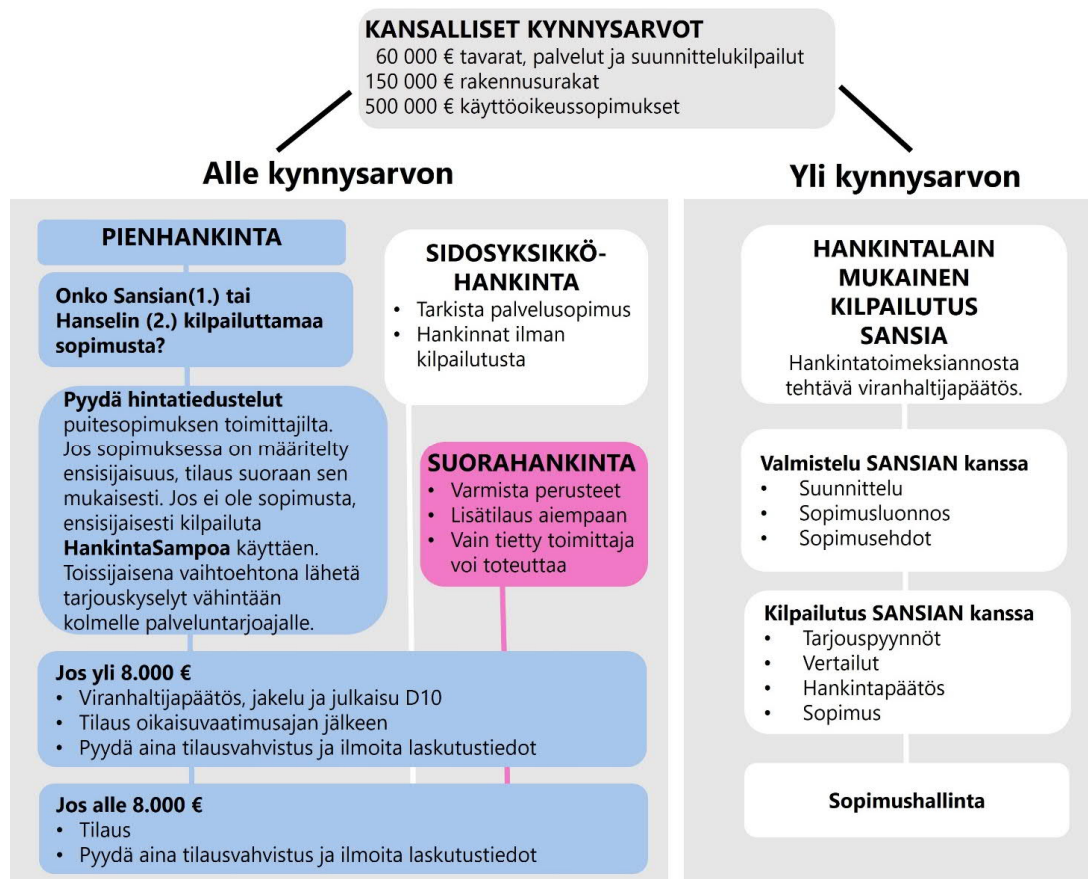 KANSALLISET KYNNYSARVOT
60 000 € tavarat, palvelut ja suunnittelukilpailut
150 000 € rakennusurakat
500 000 € käyttöoikeussopimukset
Alle kynnysarvon
PIENHANKINTA
Onko Sansian(1.) tai
Hanselin (2.) kilpailuttamaa
sopimusta?
Pyydä hintatiedustelut
puitesopimuksen toimittajilta.
Jos sopimuksessa on määritelty
ensisijaisuus, tilaus suoraan sen
mukaisesti. Jos ei ole sopimusta,
ensisijaisesti kilpailuta
HankintaSampoa käyttäen.
Toissijaisena vaihtoehtona lähetä
tarjouskyselyt vähintään
kolmelle palveluntarjoajalle.
SIDOSYKSIKKÖ-
HANKINTA
• Tarkista palvelusopimus
• Hankinnat ilman
kilpailutusta
SUORAHANKINTA
• Varmista perusteet
• Lisätilaus aiempaan
• Vain tietty toimittaja
voi toteuttaa
Jos yli 8.000 €
• Viranhaltijapäätös, jakelu ja julkaisu D10
• Tilaus oikaisuvaatimusajan jälkeen
• Pyydä aina tilausvahvistus ja ilmoita laskutustiedot
Jos alle 8.000 €
• Tilaus
• Pyydä aina tilausvahvistus ja ilmoita laskutustiedot
Yli kynnysarvon
HANKINTALAIN
MUKAINEN
KILPAILUTUS
SANSIA
Hankintatoimeksiannosta
tehtävä viranhaltijapäätös.
Valmistelu SANSIAN kanssa
• Suunnittelu
• Sopimusluonnos
• Sopimusehdot
Kilpailutus SANSIAN kanssa
• Tarjouspyynnöt
• Vertailut
• Hankintapäätös
• Sopimus
Sopimushallinta